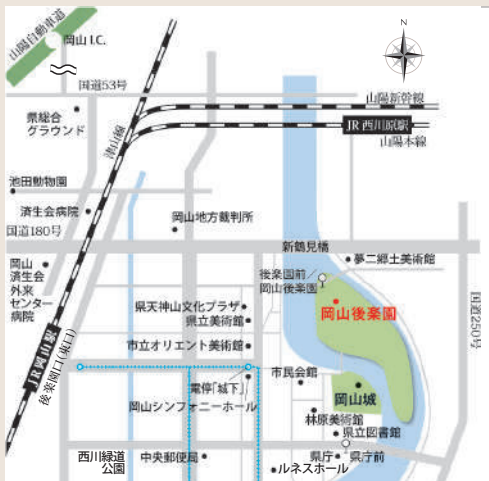 N
山陽自動車道
岡山I.C.
国道53号
山陽新幹線
JR西川原駅
山陽本線
県総合
グラウンド
津山線
池田動物園
済生会病院
国道180号
岡山地方裁判所
新鶴見橋
夢二郷土美術館
岡山
済生会
外来
センター
病院
後楽園前／
岡山後楽園
岡山後楽園
県天神山文化プラザ
県立美術館
市立オリエント美術館
国道250号
JR岡山駅
後楽園口(東口)
電停「城下」
岡山シンフォニーホール
市民会館
岡山城
林原美術館
県立図書館
西川緑道
公園
中央郵便局
県庁
県庁前
ルネスホール